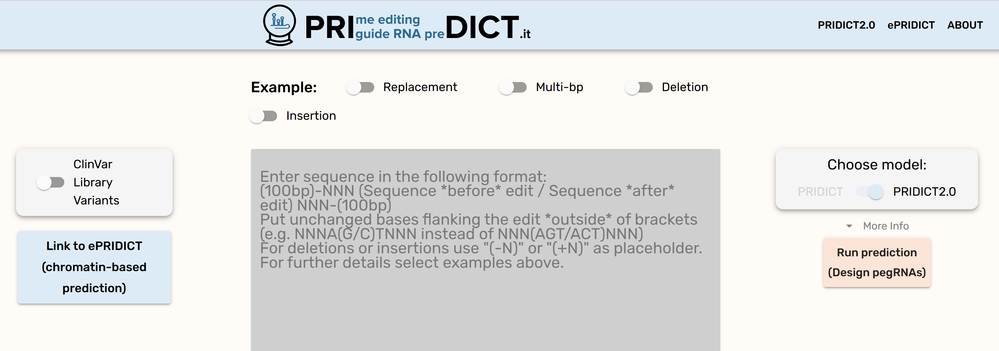 PRIme editing guide RNA preDICT.it
PRIDICT2.0 ePRIDICT ABOUT
Example: Replacement Multi-bp Deletion
Insertion
ClinVar
Library
Variants
Link to ePRIDICT
(chromatin-based
prediction)
Enter sequence in the following format:
(100bp)-NNN (Sequence *before* edit / Sequence *after*
edit) NNN-(100bp)
Put unchanged bases flanking the edit *outside* of brackets
(e.g. NNNA(G/C)TNNN instead of NNN(AGT/ACT)NNN)
For deletions or insertions use "(-N)" or "(+N)" as placeholder.
For further details select examples above.
Choose model:
PRIDICT PRIDICT2.0
More Info
Run prediction
(Design pegRNAs)